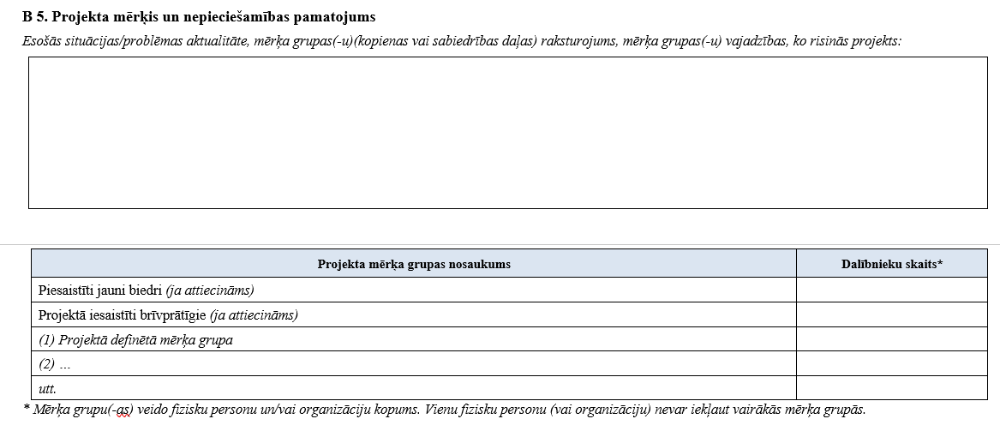 B 5. Projekta mērķis un nepieciešamības pamatojums
Esošās situācijas/problēmas aktualitāte, mērķa grupas(-u)(kopienas vai sabiedrības daļas) raksturojums, mērķa grupas(-u) vajadzības, ko risinās projekts:
Projekta mērķa grupas nosaukums Dalībnieku skaits*
Piesaistīti jauni biedri (ja attiecināms)
Projektā iesaistīti brīvprātīgie (ja attiecināms)
(1) Projektā definētā mērķa grupa
(2) …
utt.
* Mērķa grupu(-as) veido fizisku personu un/vai organizāciju kopums. Vienu fizisku personu (vai organizāciju) nevar iekļaut vairākās mērķa grupās.